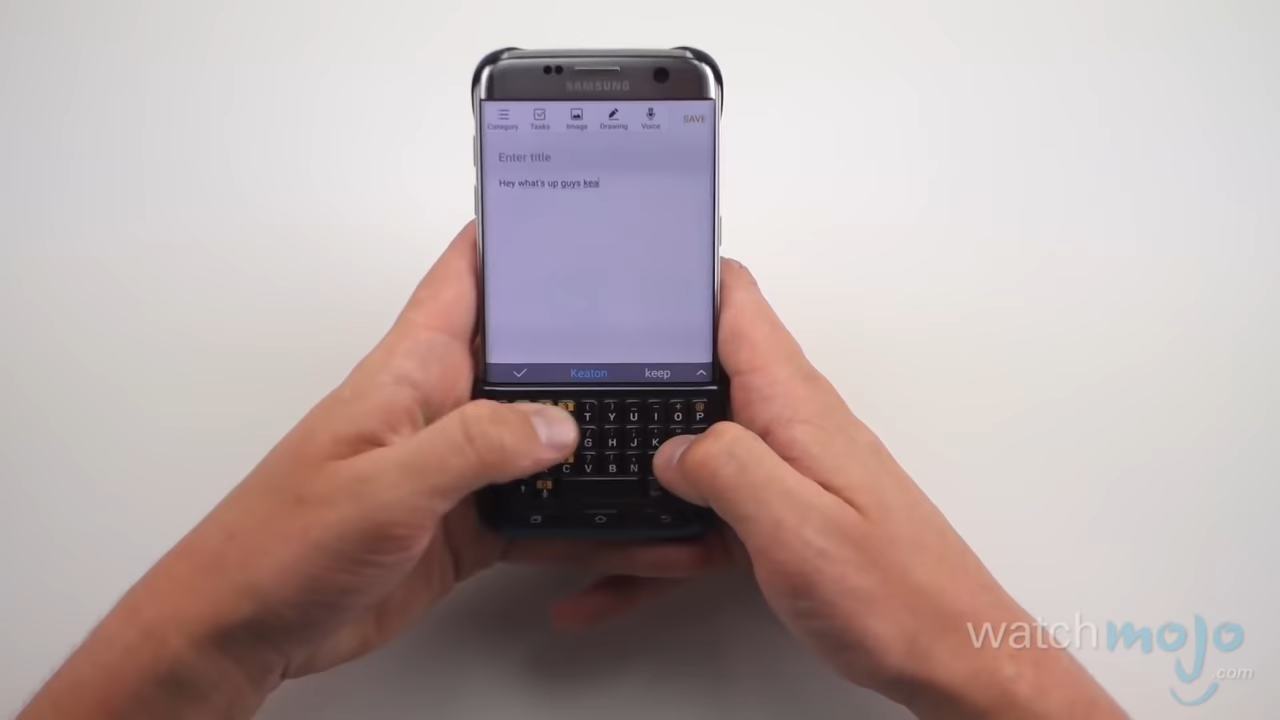 SAMSUNG
Category Tasks Image Drawing Voice SAVE
Enter title
Hey what's up guys kea
Keaton keep
T Y U I O P
G H J K
C V B N
watchmojo
.com